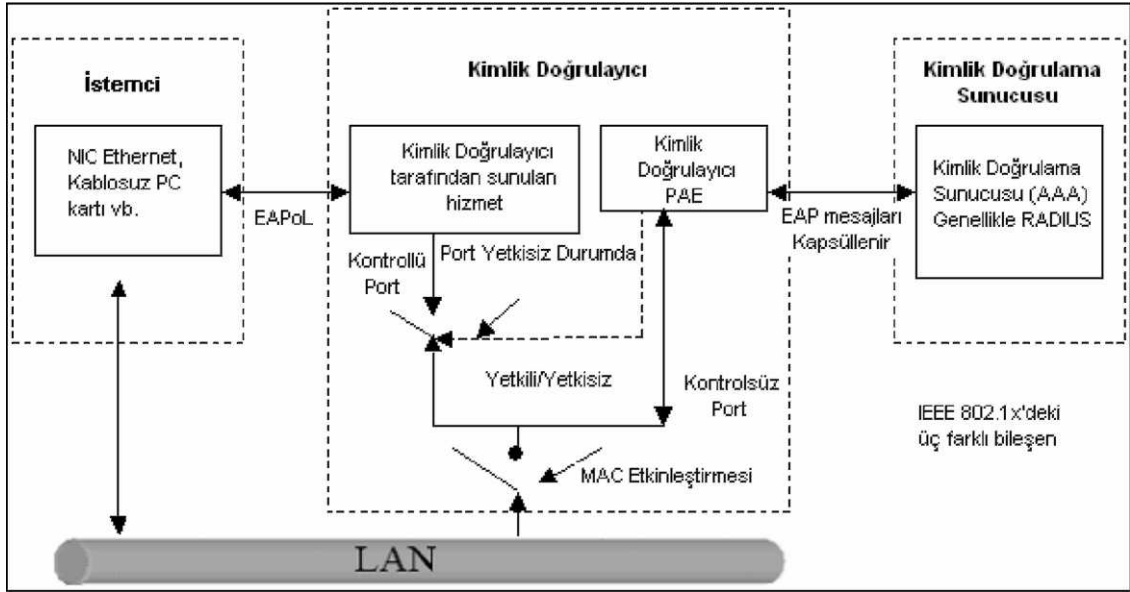 İstemci
NIC Ethernet,
Kablosuz PC
kartı vb.
EAPoL
Kimlik Doğrulayıcı
Kimlik Doğrulayıcı
tarafından sunulan
hizmet
Kimlik
Doğrulayıcı
PAE
Kontrollü
Port
Port Yetkisiz Durumda
Yetkili/Yetkisiz
Kontrolsüz
Port
MAC Etkinleştirmesi
EAP mesajları
Kapsüllenir
Kimlik Doğrulama
Sunucusu
Kimlik Doğrulama
Sunucusu (AAA)
Genellikle RADIUS
IEEE 802.1x'deki
üç farklı bileşen
LAN